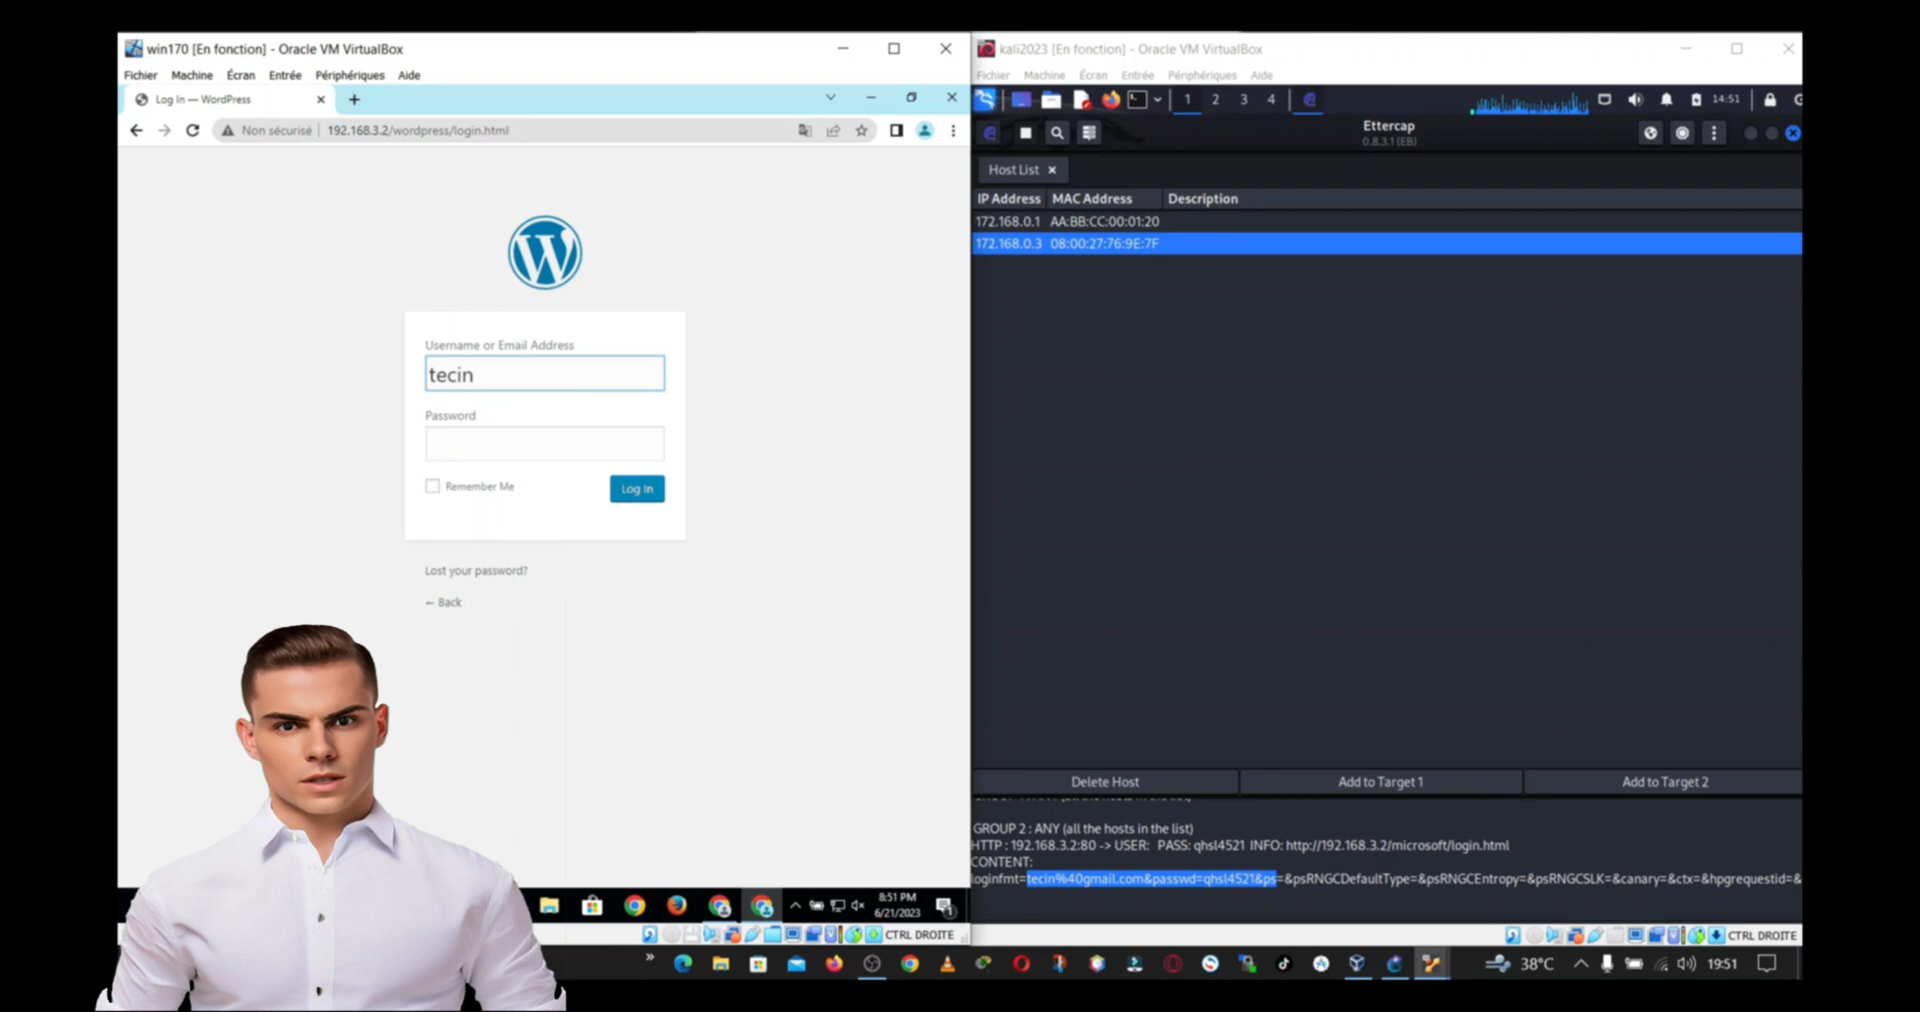 win170 [En fonction] - Oracle VM VirtualBox
Fichier Machine Écran Entrée Périphériques Aide
Log In — WordPress
Non sécurisé 192.168.3.2/wordpress/login.html
Username or Email Address
tecin
Password
Remember Me
Log In
Lost your password?
← Back
8:51 PM
6/21/2023
CTRL DROITE
kali2023 [En fonction] - Oracle VM VirtualBox
Fichier Machine Écran Entrée Périphériques Aide
1 2 3 4
14:51
Ettercap
0.8.3.1 (EB)
Host List
IP Address MAC Address Description
172.168.0.1 AA:BB:CC:00:01:20
172.168.0.3 08:00:27:76:9E:7F
Delete Host Add to Target 1 Add to Target 2
GROUP 2 : ANY (all the hosts in the list)
HTTP : 192.168.3.2:80 -> USER: PASS: qhsl4521 INFO: http://192.168.3.2/microsoft/login.html
CONTENT:
loginfmt=tecin%40gmail.com&passwd=qhsl4521&ps=&psRNGCDefaultType=&psRNGCEntropy=&psRNGCSLK=&canary=&ctx=&hpgrequestid=&
CTRL DROITE
38°C
19:51